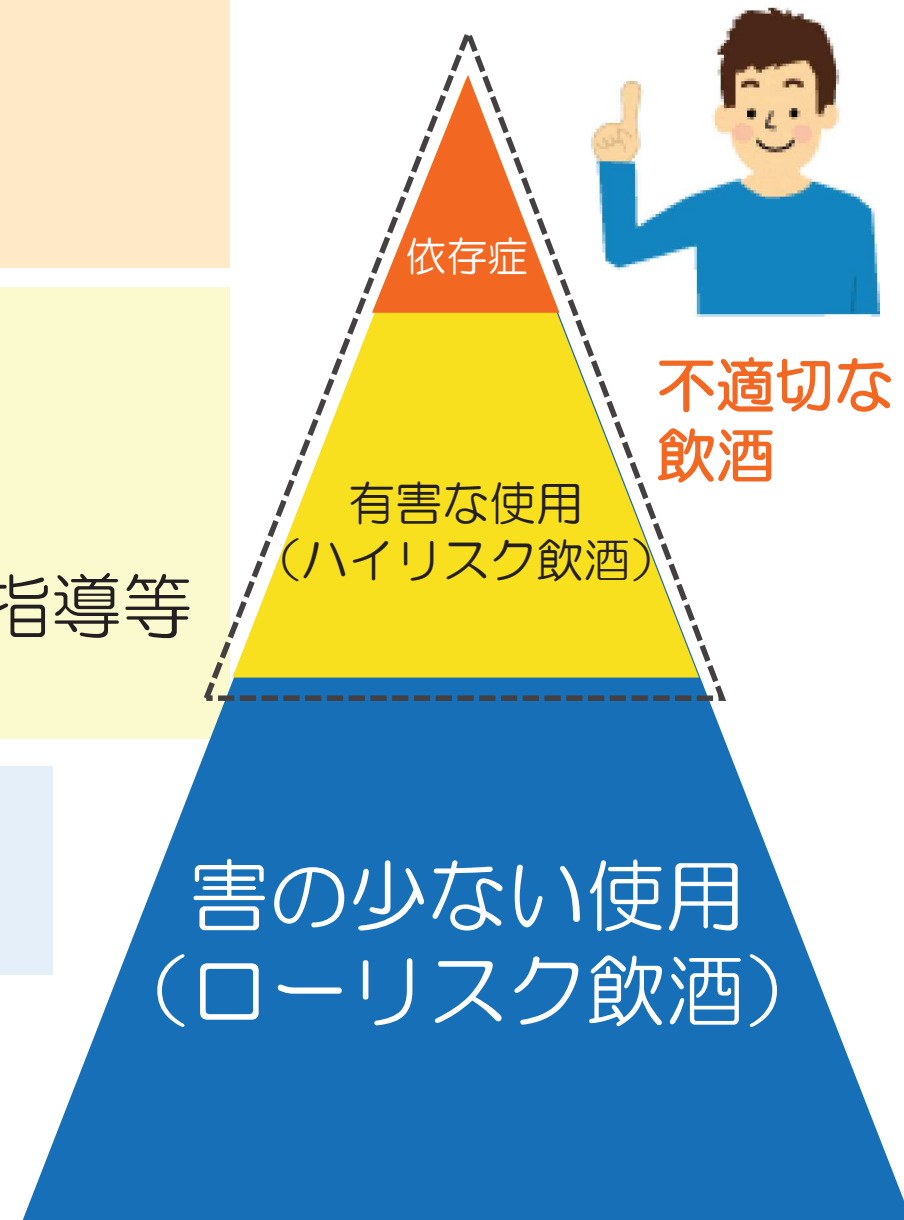 依存症
不適切な
飲酒
有害な使用
（ハイリスク飲酒）
指導等
害の少ない使用
（ローリスク飲酒）